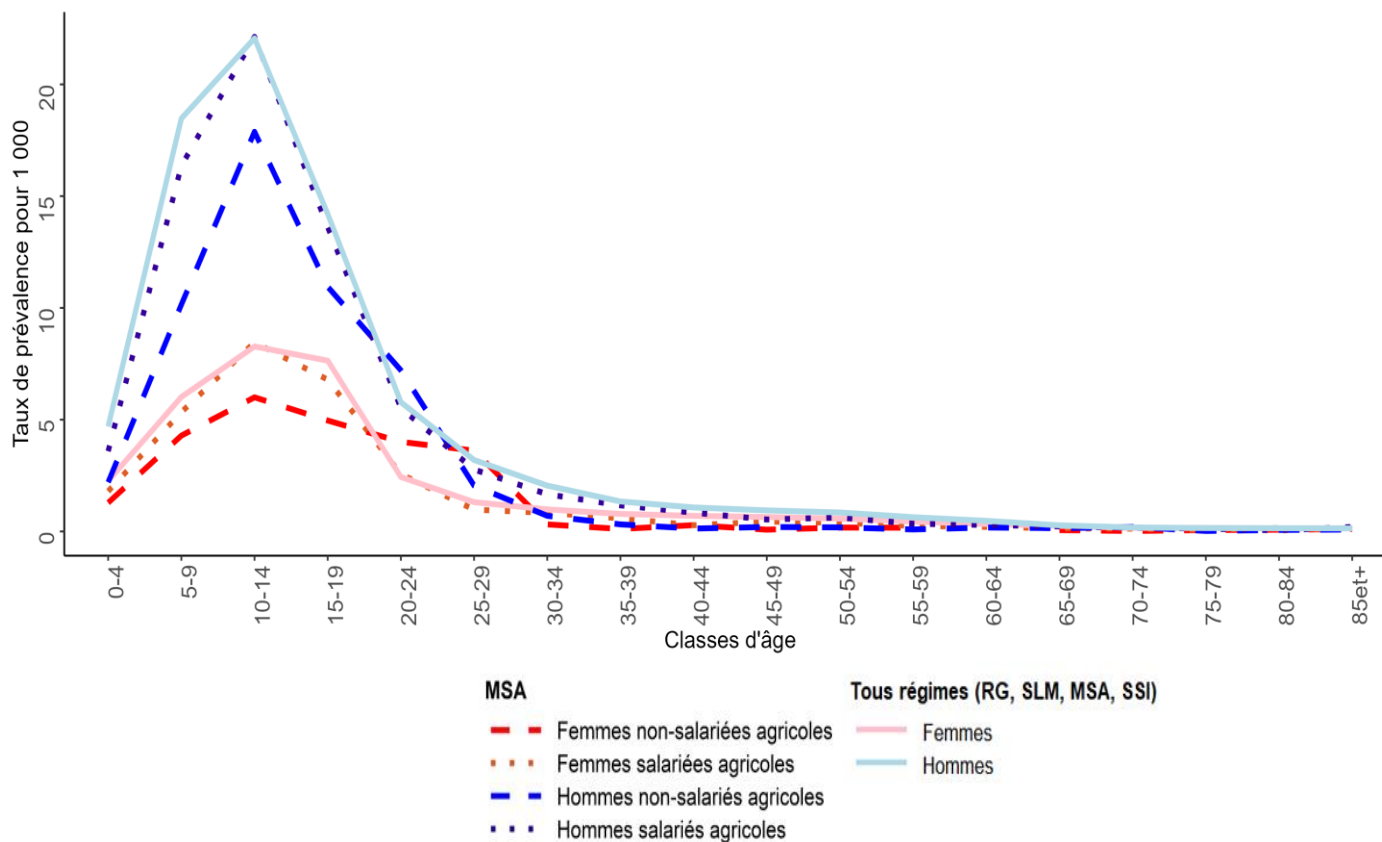 Taux de prévalence pour 1 000
20
15
10
5
0
0-4
5-9
10-14
15-19
20-24
25-29
30-34
35-39
40-44
45-49
50-54
55-59
60-64
65-69
70-74
75-79
80-84
85et+
Classes d'âge
MSA
Femmes non-salariées agricoles
Femmes salariées agricoles
Hommes non-salariés agricoles
Hommes salariés agricoles
Tous régimes (RG, SLM, MSA, SSI)
Femmes
Hommes